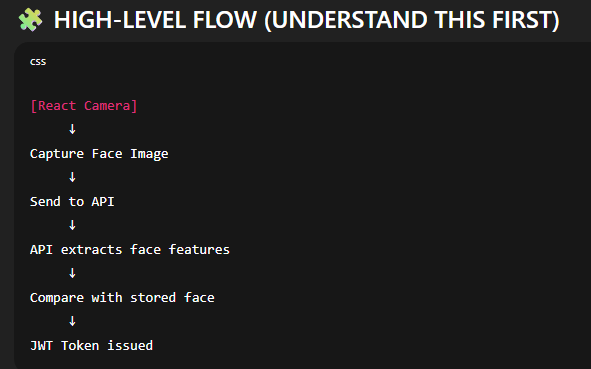 🧩 HIGH-LEVEL FLOW (UNDERSTAND THIS FIRST)
css
[React Camera]
↓
Capture Face Image
↓
Send to API
↓
API extracts face features
↓
Compare with stored face
↓
JWT Token issued